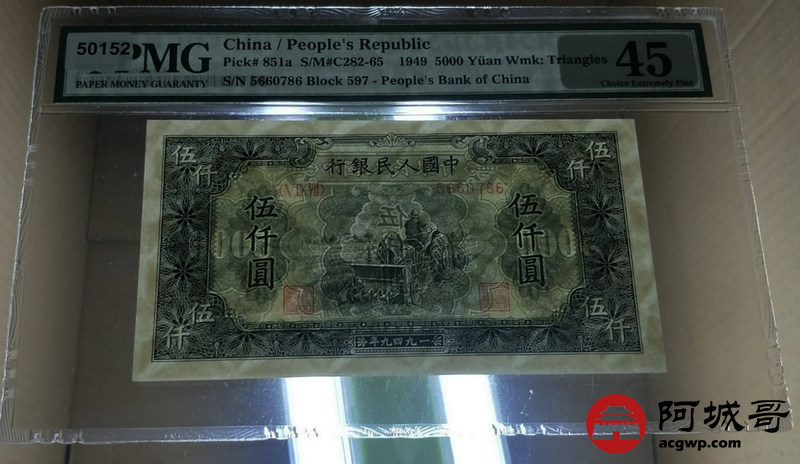 50152
PMG
PAPER MONEY GUARANTY
China / People's Republic
Pick# 851a S/M#C282-65 1949 5000 Yüan Wmk: Triangles
S/N 5660786 Block 597 - People's Bank of China
45
Choice Extremely Fine
伍仟
伍仟
行銀民人國中
〈ⅤⅨⅦ〉
5660786
伍仟圓
伍仟圓
伍仟
伍仟
年九四九一
阿城哥
acgwp.com